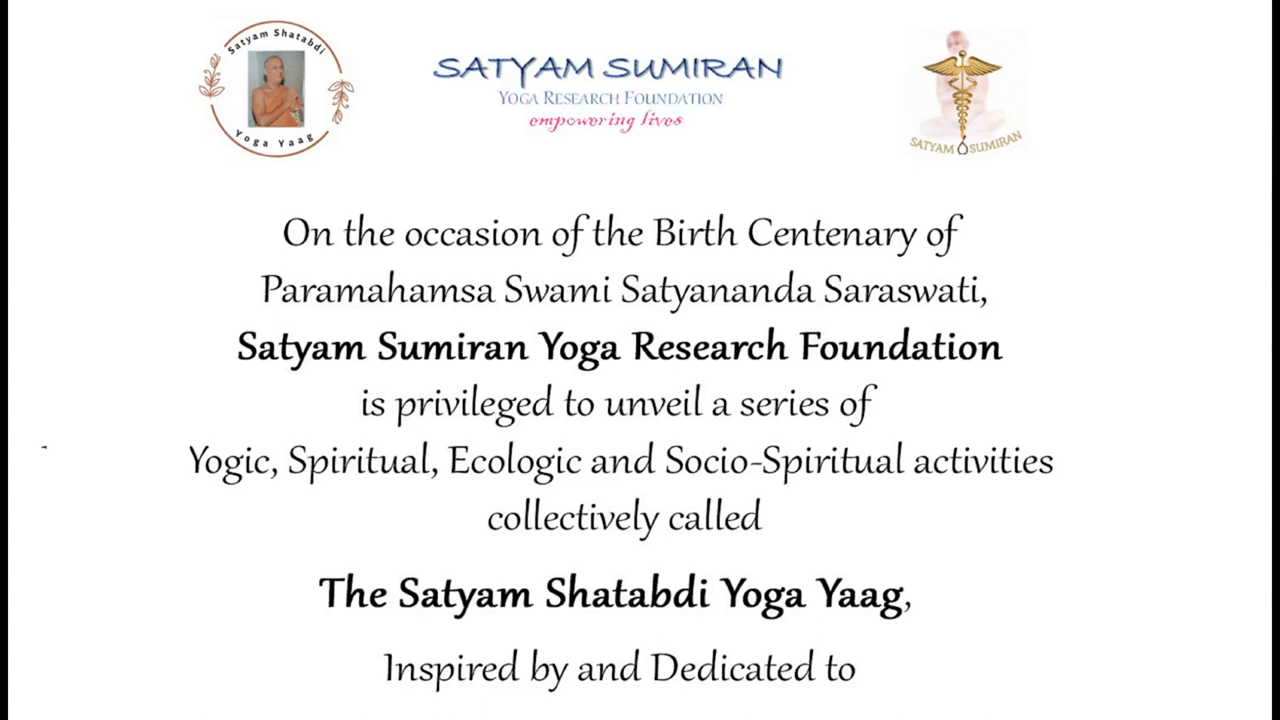 Satyam Shatabdi
Yoga Yaag
SATYAM SUMIRAN
YOGA RESEARCH FOUNDATION
empowering lives
SATYAM SUMIRAN
On the occasion of the Birth Centenary of
Paramahamsa Swami Satyananda Saraswati,
Satyam Sumiran Yoga Research Foundation
is privileged to unveil a series of
Yogic, Spiritual, Ecologic and Socio-Spiritual activities
collectively called
The Satyam Shatabdi Yoga Yaag,
Inspired by and Dedicated to